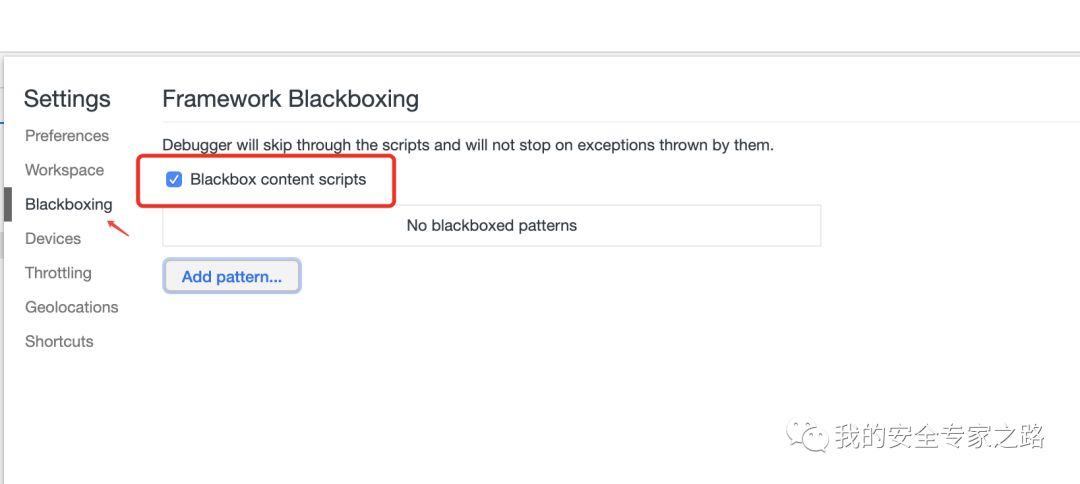 Settings
Preferences
Workspace
Blackboxing
Devices
Throttling
Geolocations
Shortcuts
Framework Blackboxing
Debugger will skip through the scripts and will not stop on exceptions thrown by them.
Blackbox content scripts
No blackboxed patterns
Add pattern...
我的安全专家之路